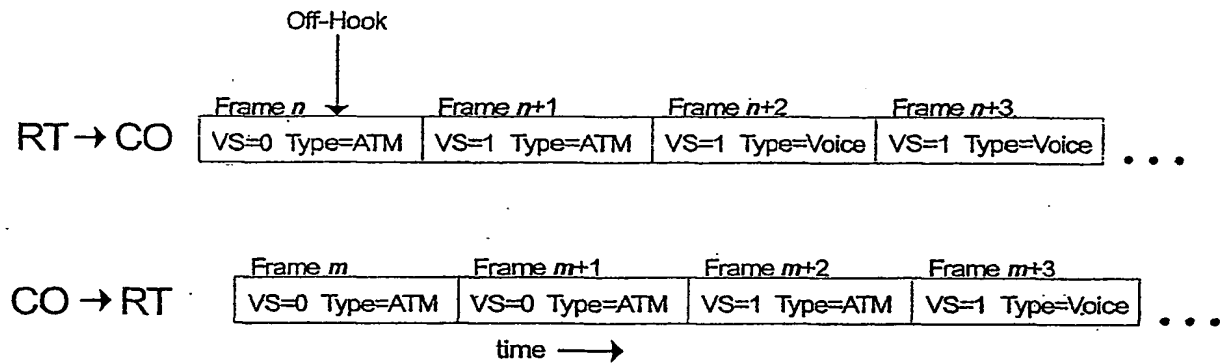 Off-Hook
Frame n Frame n+1 Frame n+2 Frame n+3
RT → CO VS=0 Type=ATM VS=1 Type=ATM VS=1 Type=Voice VS=1 Type=Voice • • •
Frame m Frame m+1 Frame m+2 Frame m+3
CO → RT VS=0 Type=ATM VS=0 Type=ATM VS=1 Type=ATM VS=1 Type=Voice • • •
time →